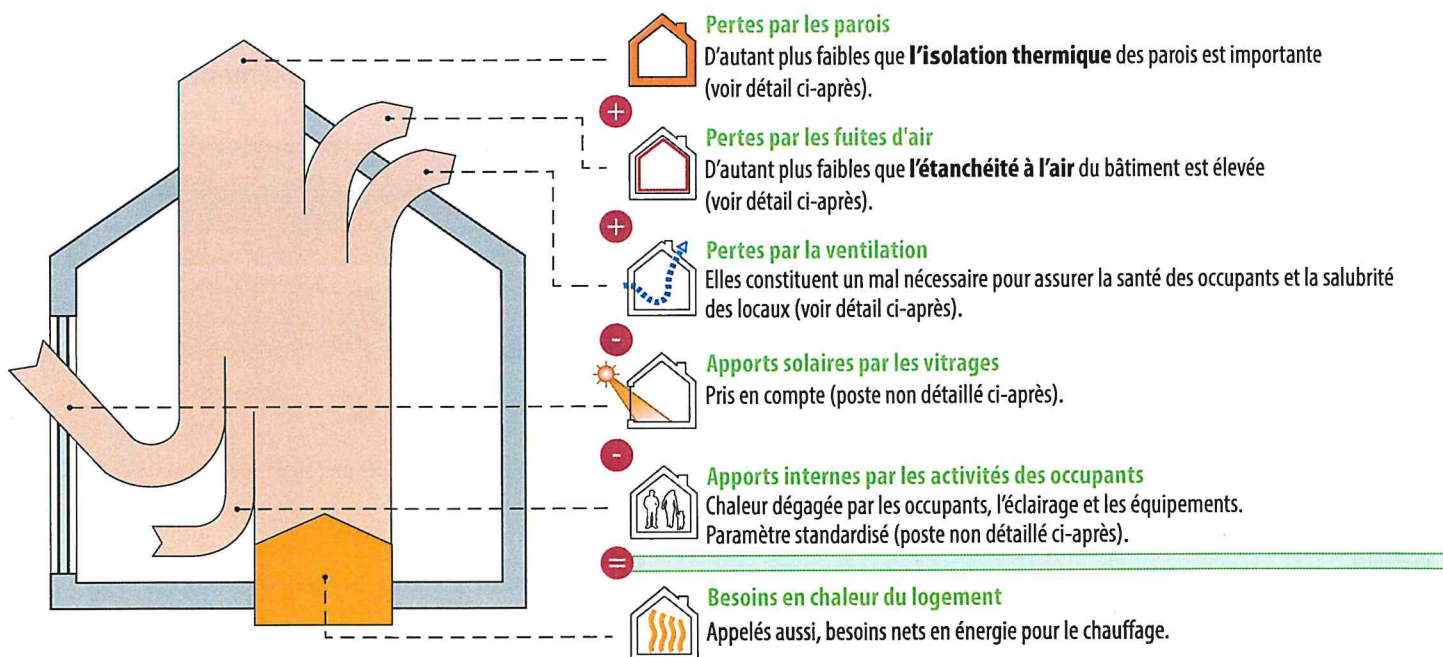 Pertes par les parois
D'autant plus faibles que l'isolation thermique des parois est importante
(voir détail ci-après).
+
Pertes par les fuites d'air
D'autant plus faibles que l'étanchéité à l'air du bâtiment est élevée
(voir détail ci-après).
+
Pertes par la ventilation
Elles constituent un mal nécessaire pour assurer la santé des occupants et la salubrité
des locaux (voir détail ci-après).
-
Apports solaires par les vitrages
Pris en compte (poste non détaillé ci-après).
-
Apports internes par les activités des occupants
Chaleur dégagée par les occupants, l'éclairage et les équipements.
Paramètre standardisé (poste non détaillé ci-après).
=
Besoins en chaleur du logement
Appelés aussi, besoins nets en énergie pour le chauffage.